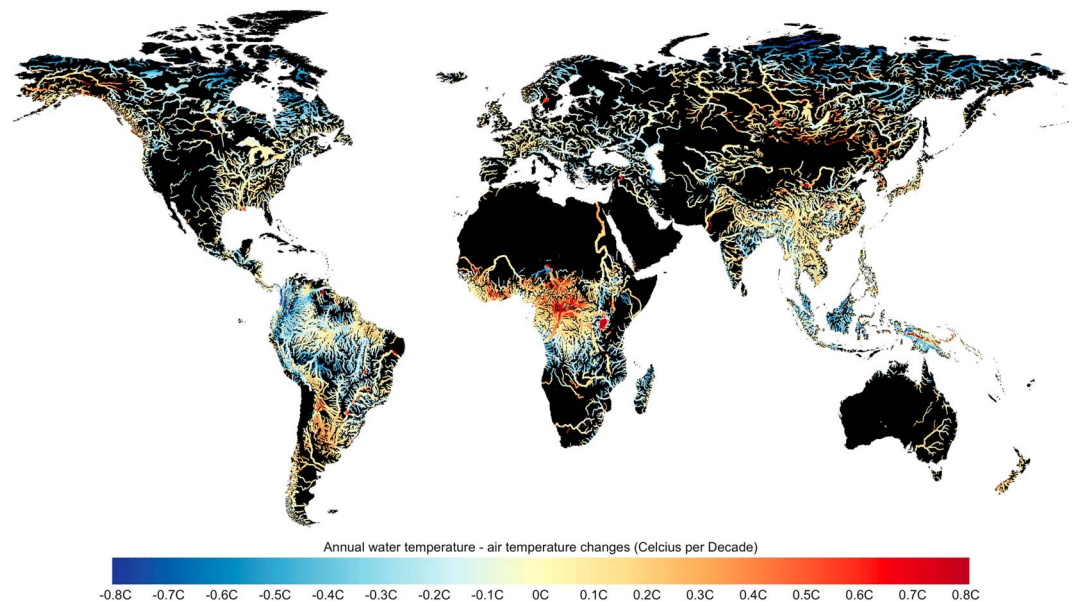 Annual water temperature - air temperature changes (Celcius per Decade)
-0.8C -0.7C -0.6C -0.5C -0.4C -0.3C -0.2C -0.1C 0C 0.1C 0.2C 0.3C 0.4C 0.5C 0.6C 0.7C 0.8C